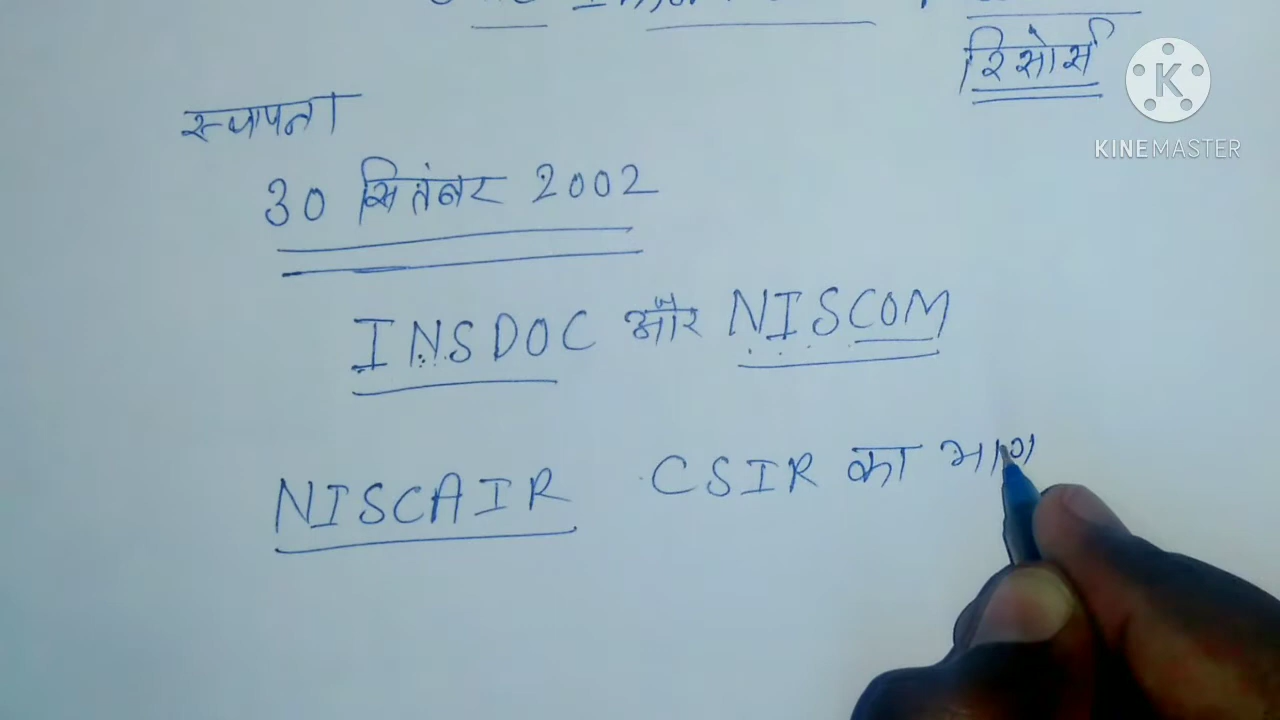 रिसोर्स
KINEMASTER
स्थापना
30 सितंबर 2002
INSDOC और NISCOM
NISCAIR CSIR का भाग